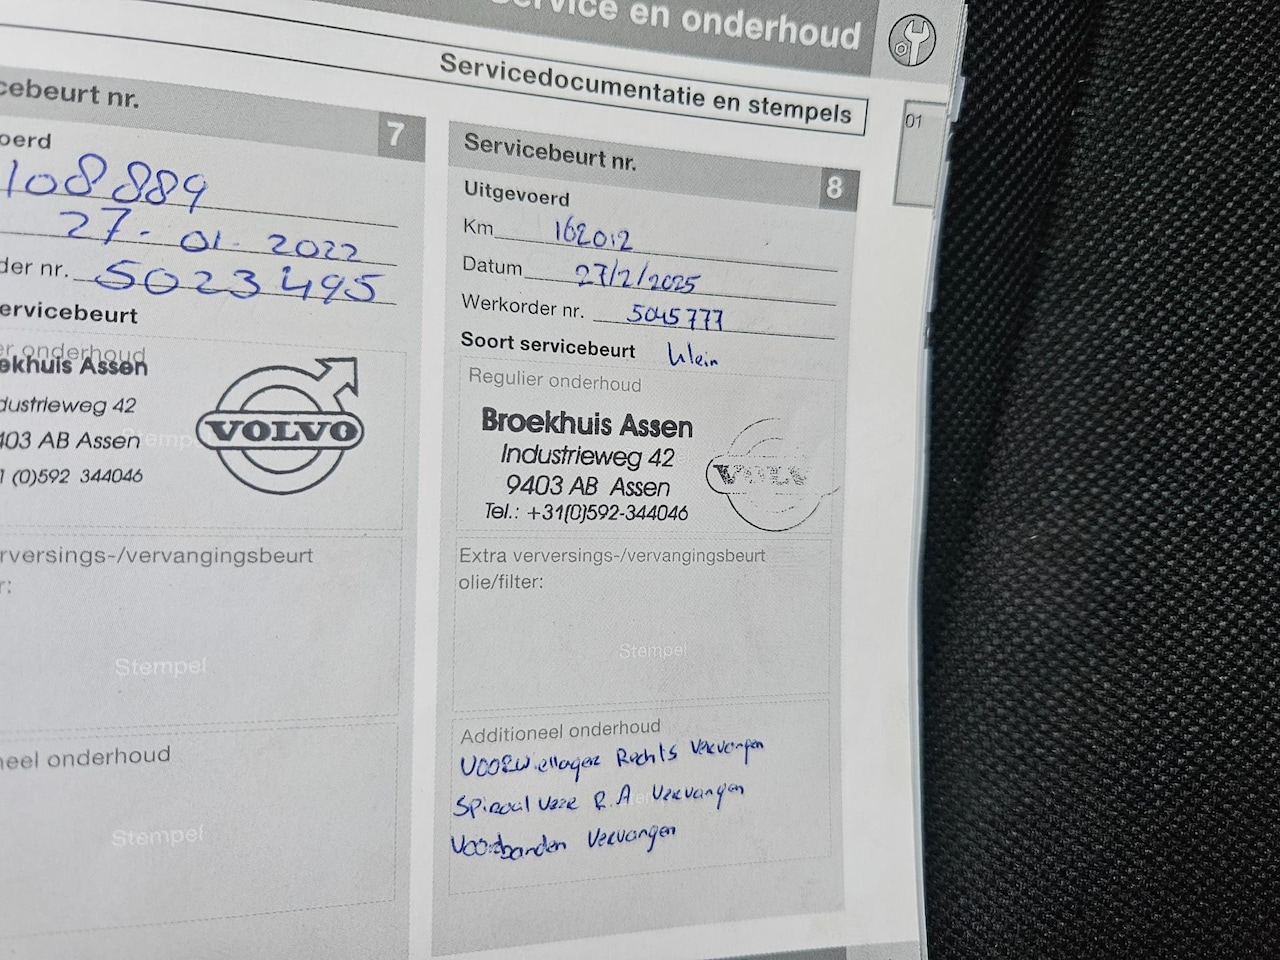 service en onderhoud
Servicedocumentatie en stempels
01
cebeurt nr.
7
oerd
108889
27-01-2022
der nr. 5023495
ervicebeurt
er onderhoud
ekhuis Assen
dustrieweg 42
403 AB Assen
Stemp
1 (0)592 344046
VOLVO
rversings-/vervangingsbeurt
r:
Stempel
neel onderhoud
Stempel
Servicebeurt nr.
8
Uitgevoerd
Km 162012
Datum 27/2/2025
Werkorder nr. 5045777
Soort servicebeurt klein
Regulier onderhoud
Broekhuis Assen
Industrieweg 42
9403 AB Assen
Tel.: +31(0)592-344046
VOLV
Extra verversings-/vervangingsbeurt
olie/filter:
Stempel
Additioneel onderhoud
Voorwiellager Rechts Vervangen
Spiraal veer R.A Vervangen
Voorbanden Vervangen